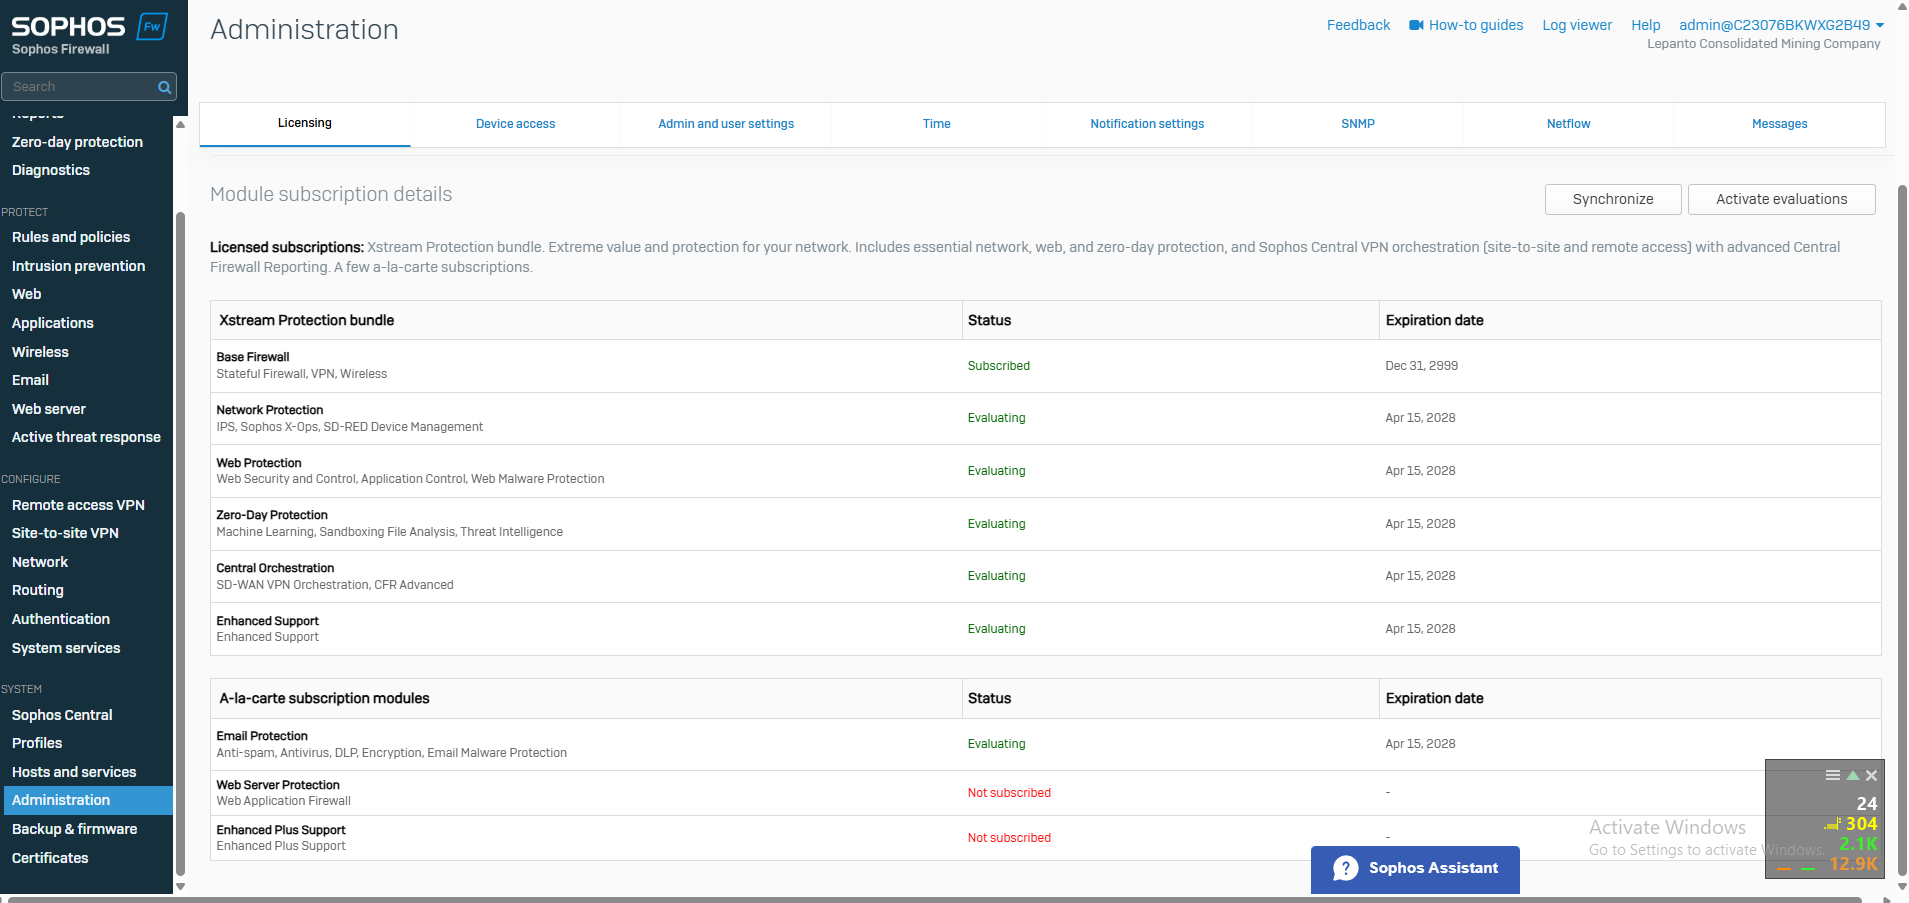 SOPHOS Fw
Sophos Firewall
Search
Reports
Zero-day protection
Diagnostics
PROTECT
Rules and policies
Intrusion prevention
Web
Applications
Wireless
Email
Web server
Active threat response
CONFIGURE
Remote access VPN
Site-to-site VPN
Network
Routing
Authentication
System services
SYSTEM
Sophos Central
Profiles
Hosts and services
Administration
Backup & firmware
Certificates
Administration
Feedback How-to guides Log viewer Help admin@C23076BKWXG2B49
Lepanto Consolidated Mining Company
Licensing Device access Admin and user settings Time Notification settings SNMP Netflow Messages
Module subscription details
Synchronize Activate evaluations
Licensed subscriptions: Xstream Protection bundle. Extreme value and protection for your network. Includes essential network, web, and zero-day protection, and Sophos Central VPN orchestration (site-to-site and remote access) with advanced Central
Firewall Reporting. A few a-la-carte subscriptions.
Xstream Protection bundle Status Expiration date
Base Firewall
Stateful Firewall, VPN, Wireless
Subscribed Dec 31, 2999
Network Protection
IPS, Sophos X-Ops, SD-RED Device Management
Evaluating Apr 15, 2028
Web Protection
Web Security and Control, Application Control, Web Malware Protection
Evaluating Apr 15, 2028
Zero-Day Protection
Machine Learning, Sandboxing File Analysis, Threat Intelligence
Evaluating Apr 15, 2028
Central Orchestration
SD-WAN VPN Orchestration, CFR Advanced
Evaluating Apr 15, 2028
Enhanced Support
Enhanced Support
Evaluating Apr 15, 2028
A-la-carte subscription modules Status Expiration date
Email Protection
Anti-spam, Antivirus, DLP, Encryption, Email Malware Protection
Evaluating Apr 15, 2028
Web Server Protection
Web Application Firewall
Not subscribed -
Enhanced Plus Support
Enhanced Plus Support
Not subscribed -
Activate Windows
Go to Settings to activate Windows.
24
304
2.1K
12.9K
? Sophos Assistant